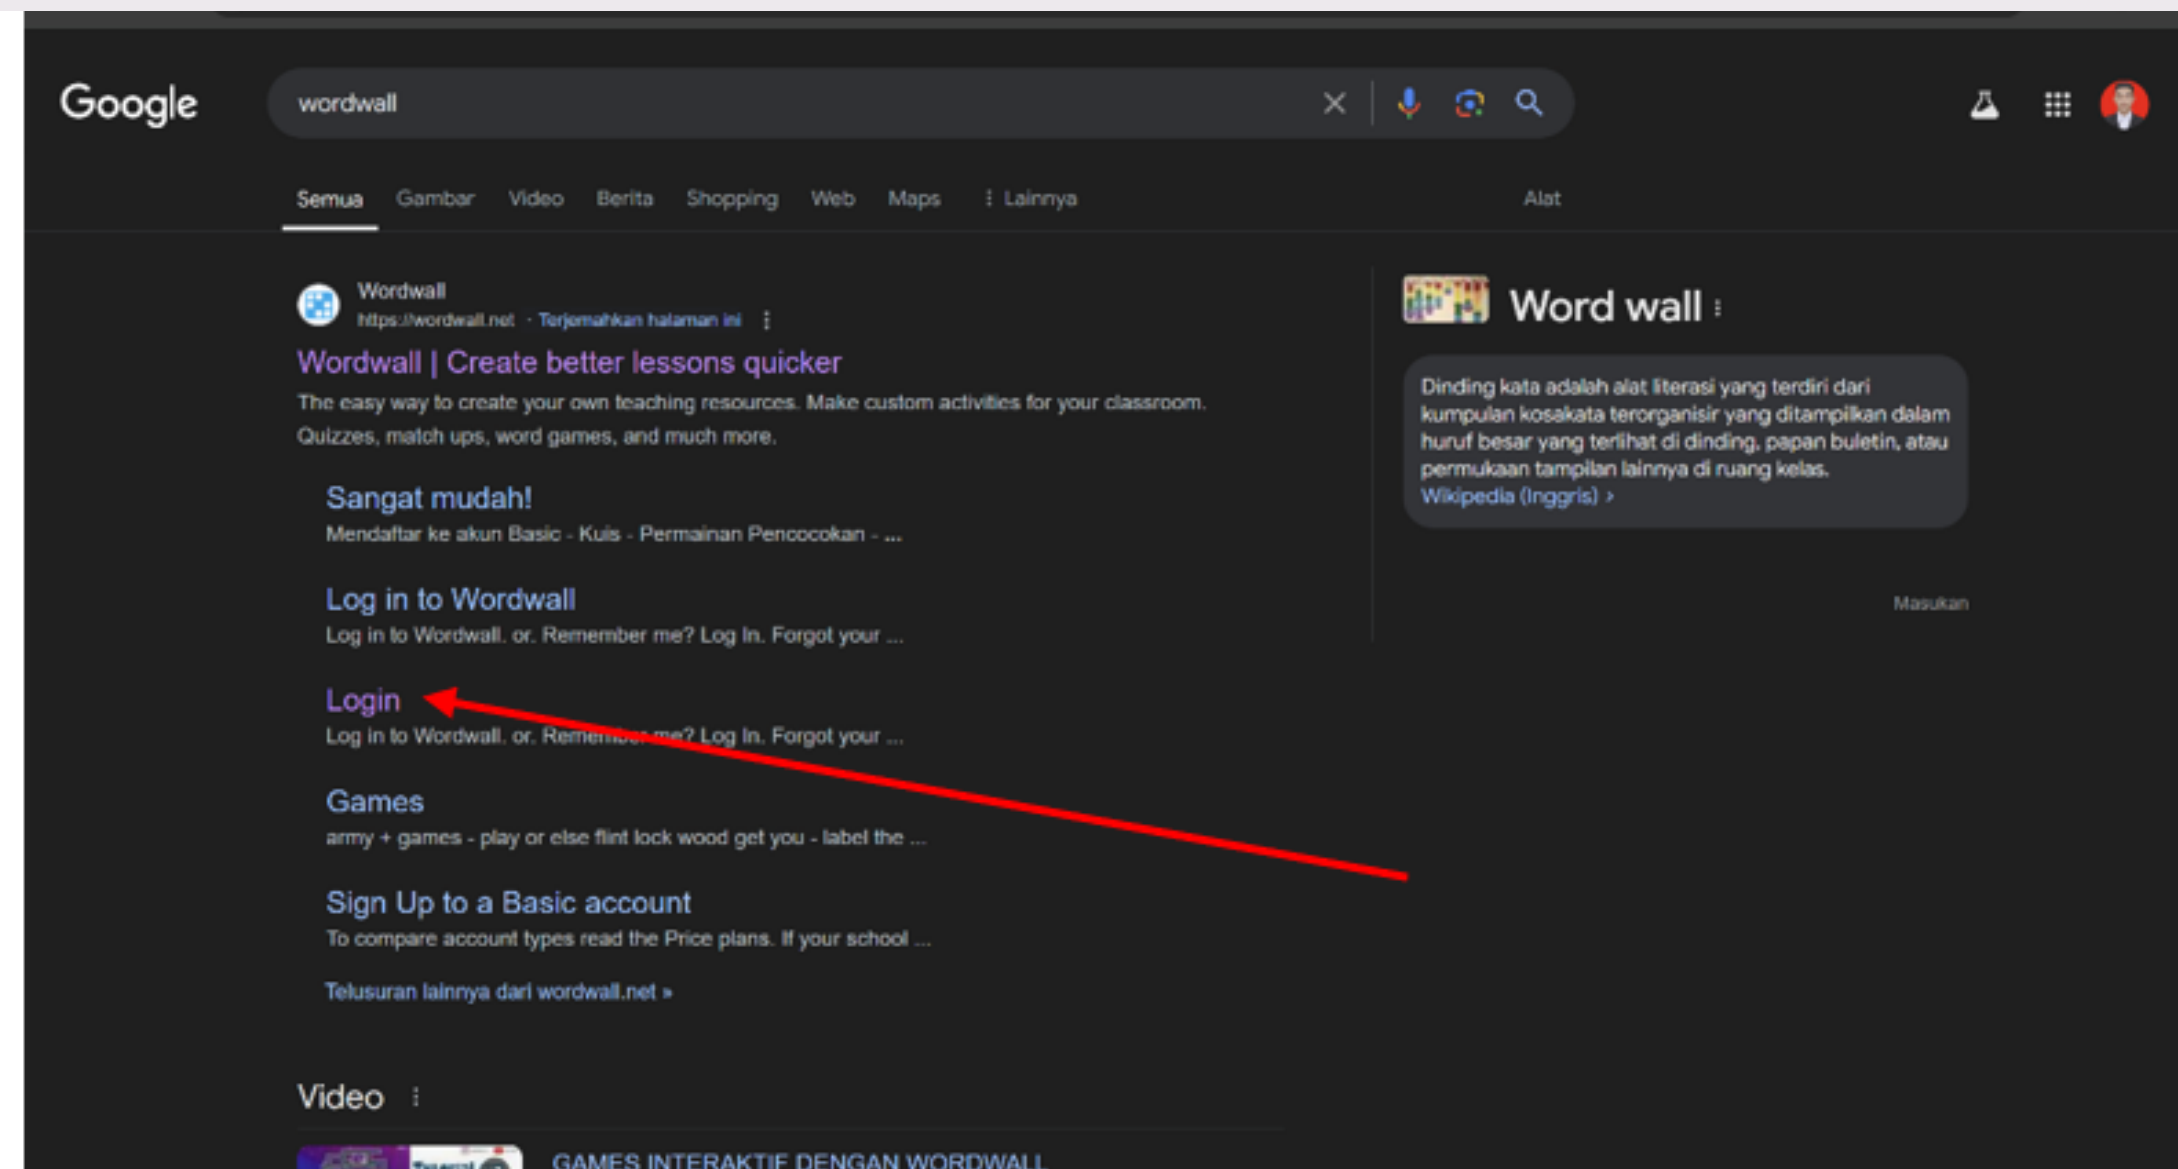 Google
wordwall
Semua Gambar Video Berita Shopping Web Maps Lainnya Alat
Wordwall
https://wordwall.net · Terjemahkan halaman ini
Wordwall | Create better lessons quicker
The easy way to create your own teaching resources. Make custom activities for your classroom.
Quizzes, match ups, word games, and much more.
Sangat mudah!
Mendaftar ke akun Basic - Kuis - Permainan Pencocokan - ...
Log in to Wordwall
Log in to Wordwall. or. Remember me? Log In. Forgot your ...
Login
Log in to Wordwall. or. Remember me? Log In. Forgot your ...
Games
army + games - play or else flint lock wood get you - label the ...
Sign Up to a Basic account
To compare account types read the Price plans. If your school ...
Telusuran lainnya dari wordwall.net »
Word wall
Dinding kata adalah alat literasi yang terdiri dari
kumpulan kosakata terorganisir yang ditampilkan dalam
huruf besar yang terlihat di dinding, papan buletin, atau
permukaan tampilan lainnya di ruang kelas.
Wikipedia (Inggris) ›
Masukan
Video
GAMES INTERAKTIF DENGAN WORDWALL